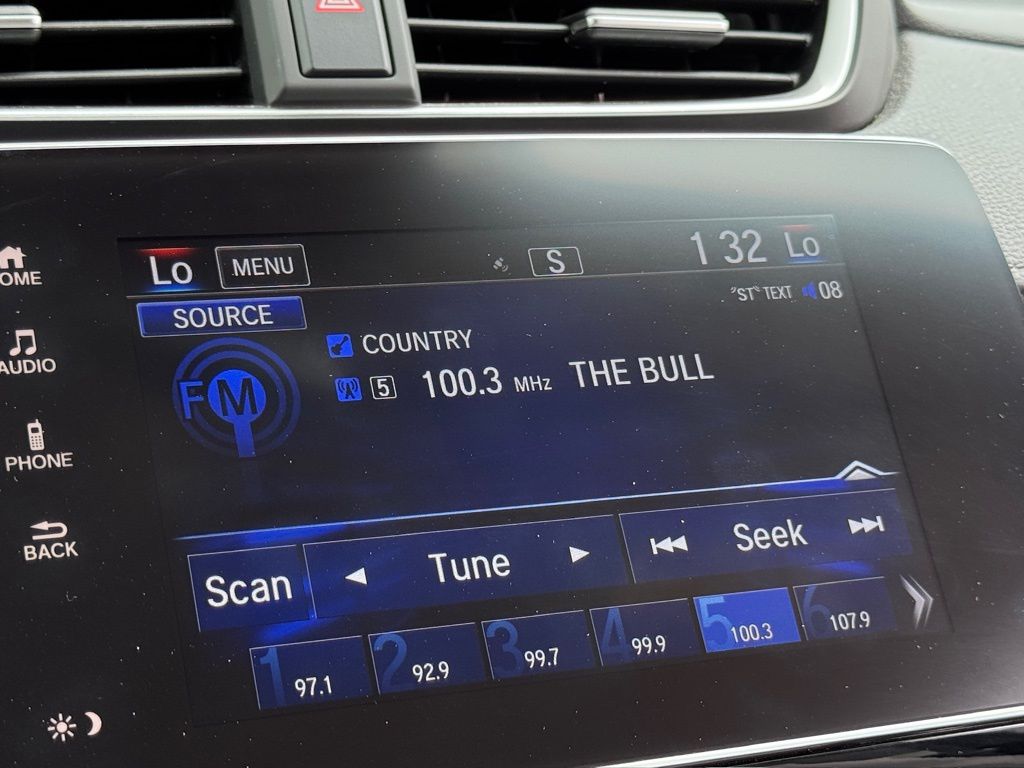 Lo MENU S 1 32 Lo
"ST" TEXT 08
SOURCE
FM
COUNTRY
5 100.3 MHz THE BULL
HOME
AUDIO
PHONE
BACK
Scan Tune Seek
1 97.1 2 92.9 3 99.7 4 99.9 5 100.3 6 107.9